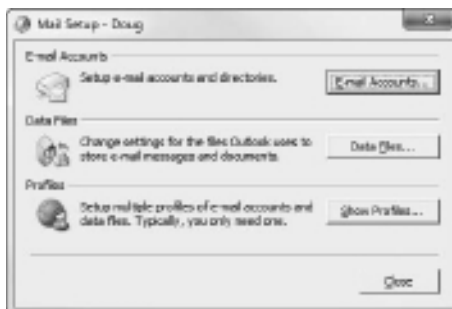 Mail Setup - Doug
E-mail Accounts
Setup e-mail accounts and directories.
E-mail Accounts...
Data Files
Change settings for the files Outlook uses to
store e-mail messages and documents.
Data Files...
Profiles
Setup multiple profiles of e-mail accounts and
data files. Typically, you only need one.
Show Profiles...
Close